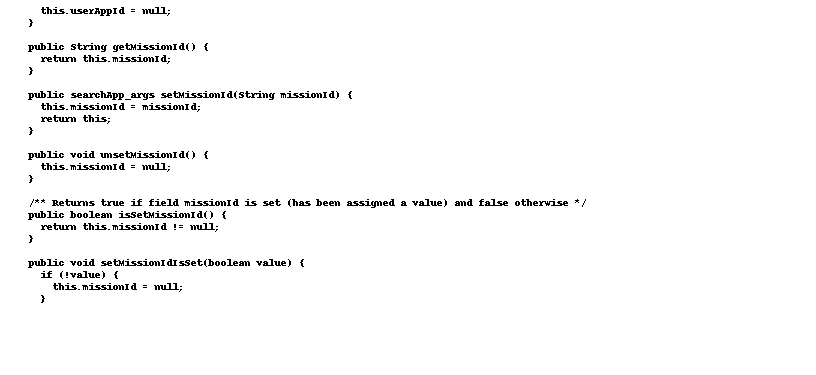 this.userAppId = null;
}
public String getMissionId() {
return this.missionId;
}
public searchApp_args setMissionId(String missionId) {
this.missionId = missionId;
return this;
}
public void unsetMissionId() {
this.missionId = null;
}
/** Returns true if field missionId is set (has been assigned a value) and false otherwise */
public boolean isSetMissionId() {
return this.missionId != null;
}
public void setMissionIdIsSet(boolean value) {
if (!value) {
this.missionId = null;
}